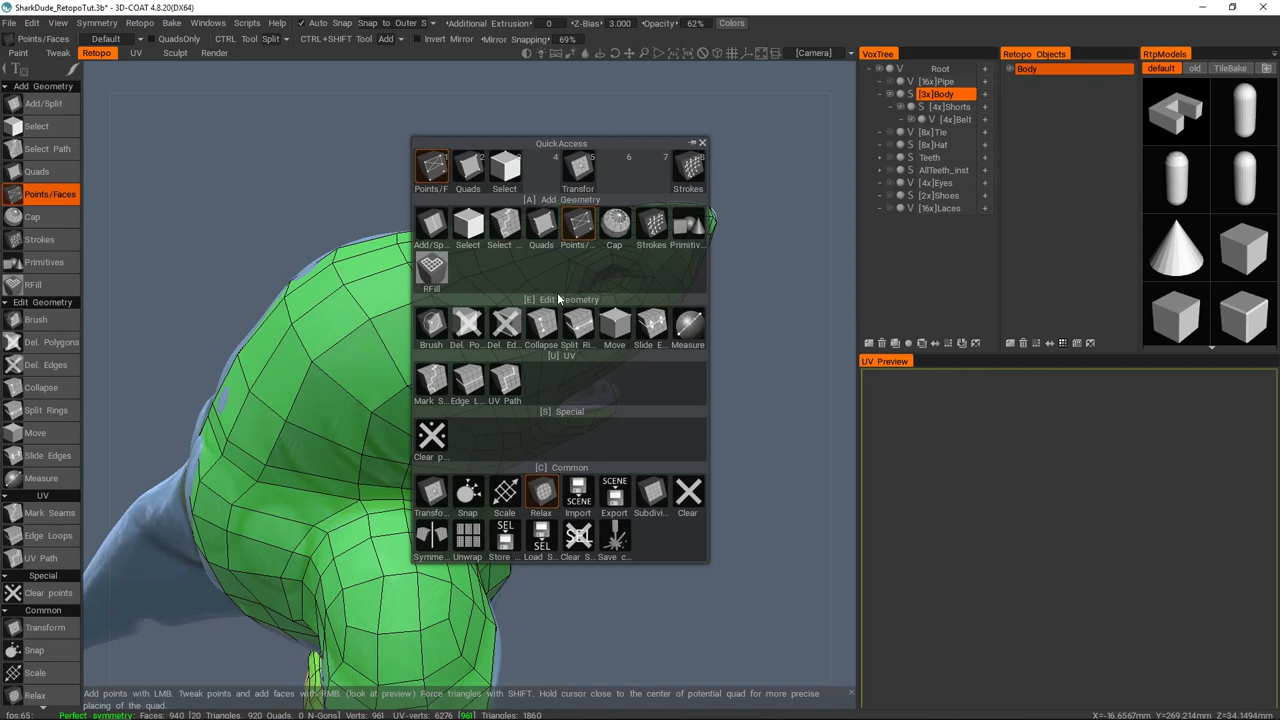 SharkDude_RetopoTut.3b* - 3D-COAT 4.8.20(DX64)
File Edit View Symmetry Retopo Bake Windows Scripts Help Auto Snap Snap to Outer S Additional Extrusion 0 Z-Bias 3.000 Opacity 62% Colors
Points/Faces Default QuadsOnly CTRL Tool Split CTRL+SHIFT Tool Add Invert Mirror Mirror Snapping 69%
Paint Tweak Retopo UV Sculpt Render [Camera]
Add Geometry
Add/Split
Select
Select Path
Quads
Points/Faces
Cap
Strokes
Primitives
RFill
Edit Geometry
Brush
Del. Polygons
Del. Edges
Collapse
Split Rings
Move
Slide Edges
Measure
UV
Mark Seams
Edge Loops
UV Path
Special
Clear points
Common
Transform
Snap
Scale
Relax
QuickAccess
1 2 3 4 5 6 7 8
Points/F Quads Select Transfor Strokes
[A] Add Geometry
Add/Sp... Select Select ... Quads Points/... Cap Strokes Primitiv...
RFill
[E] Edit Geometry
Brush Del. Po... Del. Ed... Collapse Split Ri... Move Slide E... Measure
[U] UV
Mark S... Edge L... UV Path
[S] Special
Clear p...
[C] Common
SCENE SCENE
Transfo... Snap Scale Relax Import Export Subdivi... Clear
SEL SEL SEL
Symme... Unwrap Store ... Load S... Clear S... Save c...
VoxTree
Root
V [16x]Pipe
S [3x]Body
S [4x]Shorts
V [4x]Belt
V [8x]Tie
S [8x]Hat
S Teeth
V AllTeeth_inst
V [4x]Eyes
S [2x]Shoes
V [16x]Laces
Retopo Objects
Body
RtpModels
default old TileBake
UV Preview
Add points with LMB. Tweak points and add faces with RMB. (look at preview) Force triangles with SHIFT. Hold cursor close to the center of potential quad for more precise
placing of the quad.
fps:65; Perfect symmetry; Faces: 940 [20 Triangles, 920 Quads, 0 N-Gons] Verts: 961 UV-verts: 6276 [961] Triangles: 1860 X=-16.6567mm Y=269.214mm Z=34.1494mm